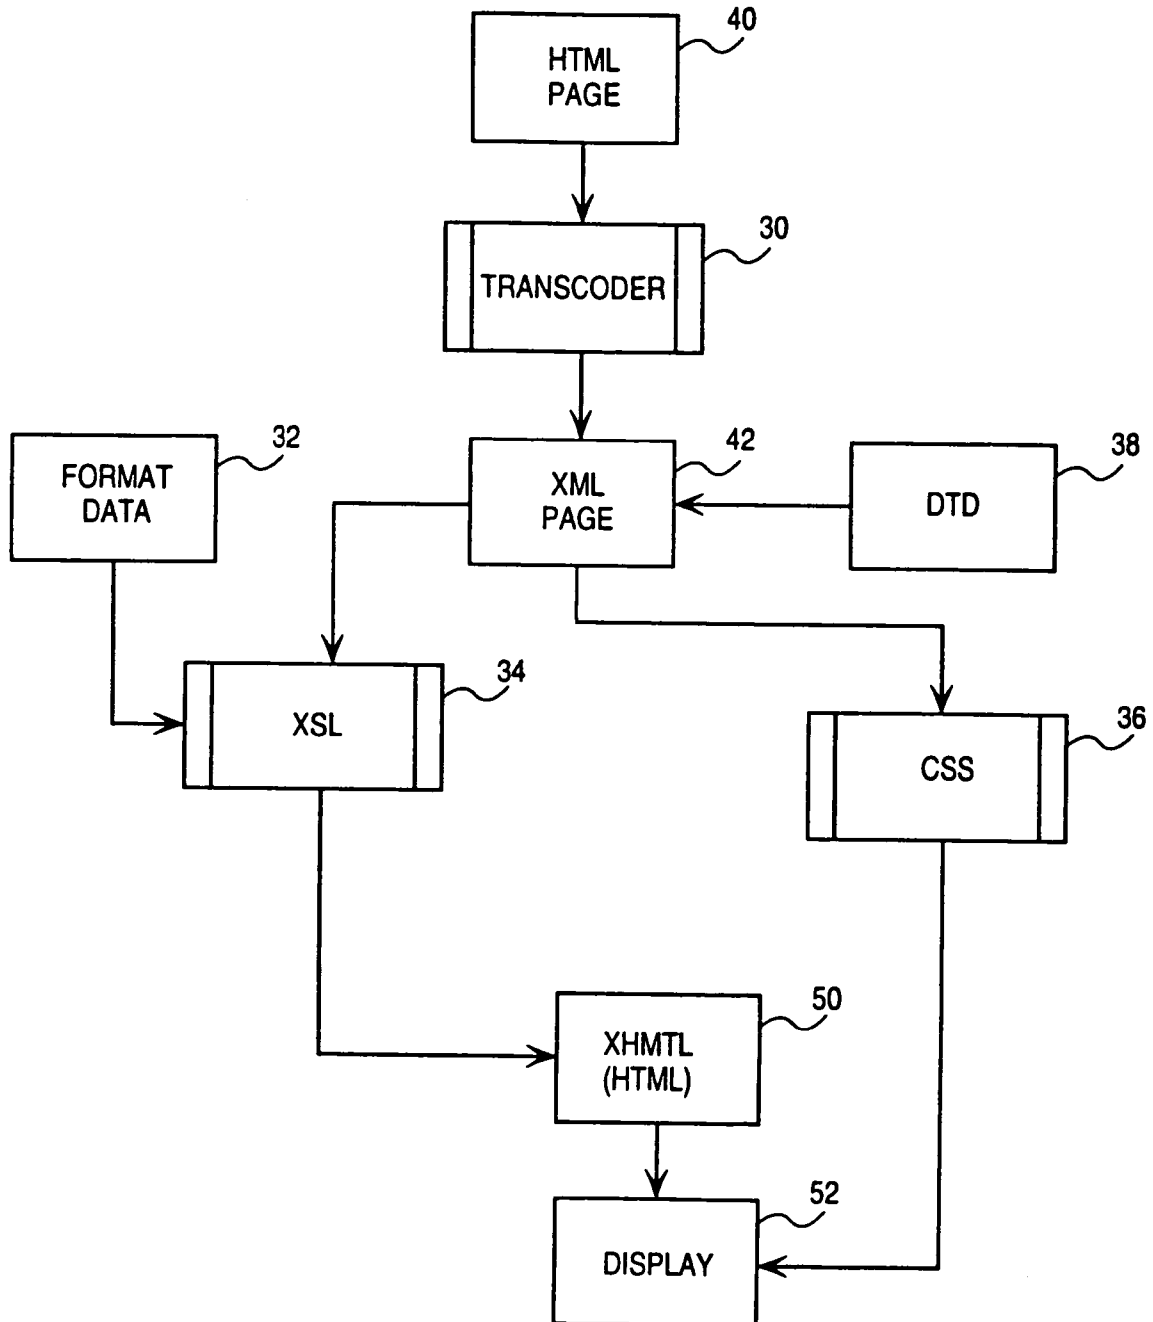 40
HTML
PAGE
30
TRANSCODER
32
FORMAT
DATA
42
XML
PAGE
38
DTD
34
XSL
36
CSS
50
XHMTL
(HTML)
52
DISPLAY